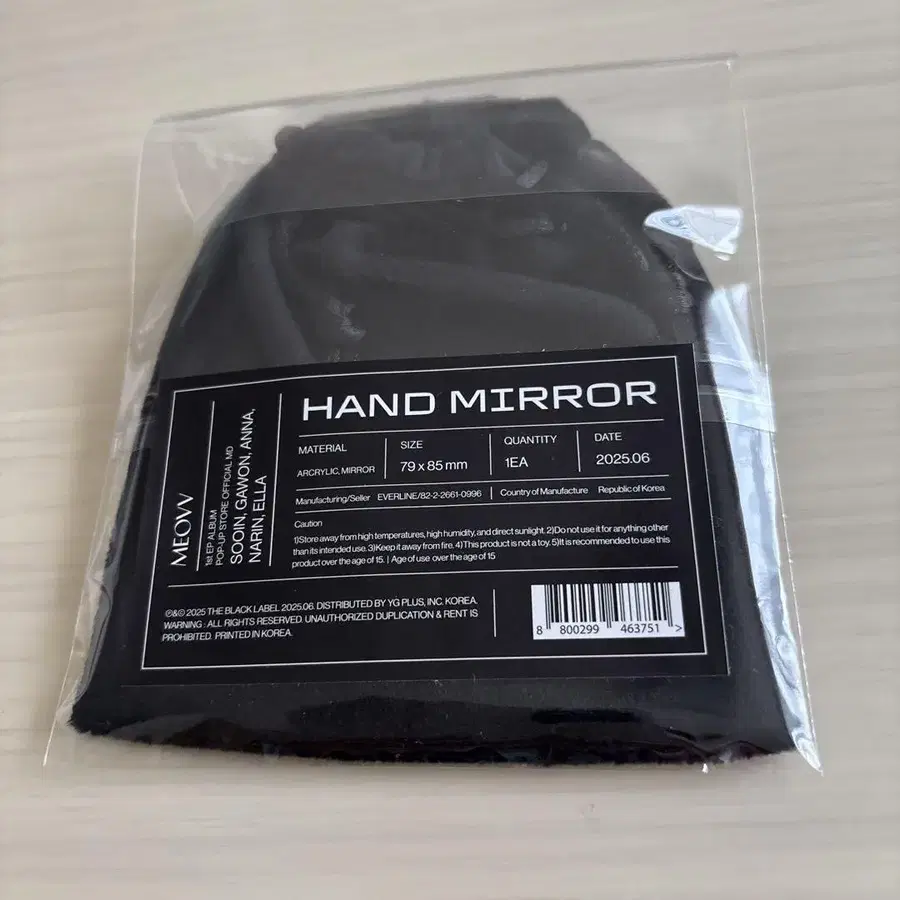 MEOVV
1st EP ALBUM
POP-UP STORE OFFICIAL MD
SOOIN, GAWON, ANNA,
NARIN, ELLA
HAND MIRROR
MATERIAL
ARCRYLIC, MIRROR
SIZE
79 x 85 mm
QUANTITY
1EA
DATE
2025.06
Manufacturing/Seller EVERLINE/82-2-2661-0996 | Country of Manufacture Republic of Korea
Caution
1)Store away from high temperatures, high humidity, and direct sunlight. 2)Do not use it for anything other
than its intended use. 3)Keep it away from fire. 4)This product is not a toy. 5)It is recommended to use this
product over the age of 15. | Age of use over the age of 15
℗&© 2025 THE BLACK LABEL 2025.06. DISTRIBUTED BY YG PLUS, INC. KOREA.
WARNING : ALL RIGHTS RESERVED. UNAUTHORIZED DUPLICATION & RENT IS
PROHIBITED. PRINTED IN KOREA.
8 800299 463751 >